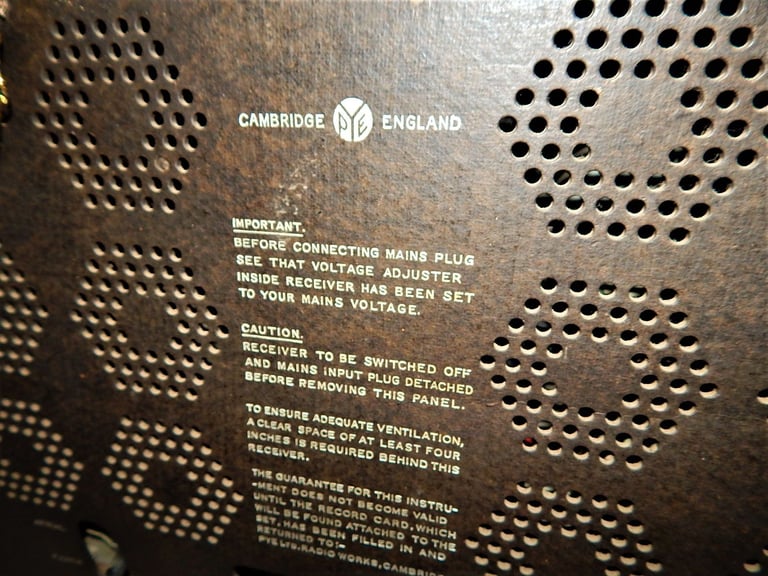 CAMBRIDGE PYE ENGLAND
IMPORTANT.
BEFORE CONNECTING MAINS PLUG
SEE THAT VOLTAGE ADJUSTER
INSIDE RECEIVER HAS BEEN SET
TO YOUR MAINS VOLTAGE.
CAUTION.
RECEIVER TO BE SWITCHED OFF
AND MAINS INPUT PLUG DETACHED
BEFORE REMOVING THIS PANEL.
TO ENSURE ADEQUATE VENTILATION,
A CLEAR SPACE OF AT LEAST FOUR
INCHES IS REQUIRED BEHIND THIS
RECEIVER.
THE GUARANTEE FOR THIS INSTRU-
-MENT DOES NOT BECOME VALID
UNTIL THE RECORD CARD, WHICH
WILL BE FOUND ATTACHED TO THE
SET, HAS BEEN FILLED IN AND
RETURNED TO:-
PYE LTD. RADIO WORKS, CAMBRIDG